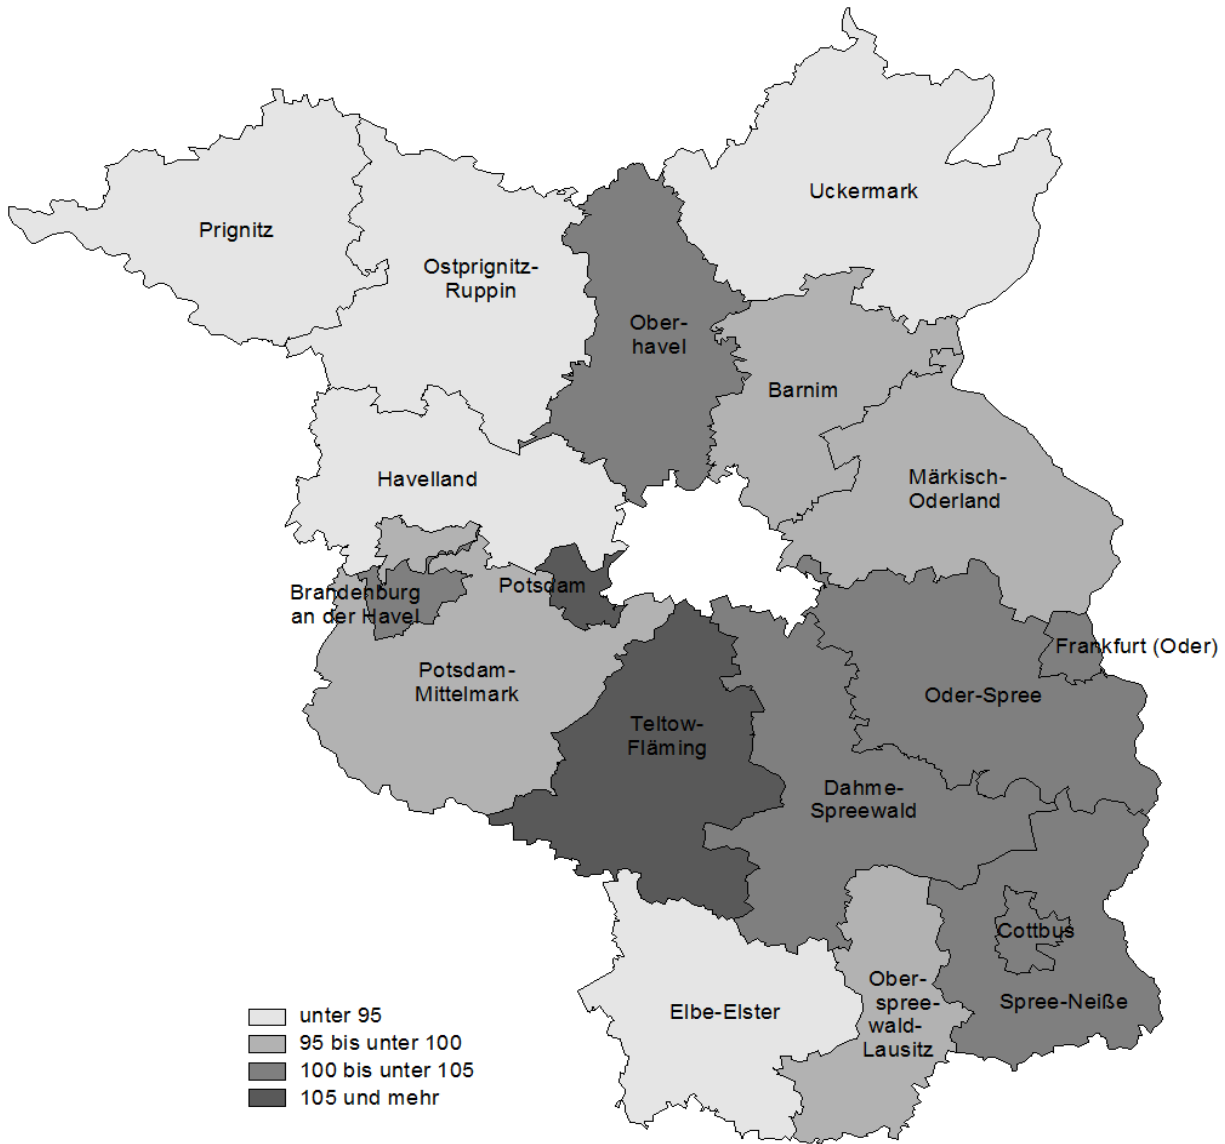 Uckermark
Prignitz
Ostprignitz-
Ruppin
Ober-
havel
Barnim
Havelland
Märkisch-
Oderland
Potsdam
Brandenburg
an der Havel
Frankfurt (Oder)
Potsdam-
Mittelmark
Oder-Spree
Teltow-
Fläming
Dahme-
Spreewald
Cottbus
Ober-
spree-
wald-
Lausitz
Spree-Neiße
Elbe-Elster
unter 95
95 bis unter 100
100 bis unter 105
105 und mehr